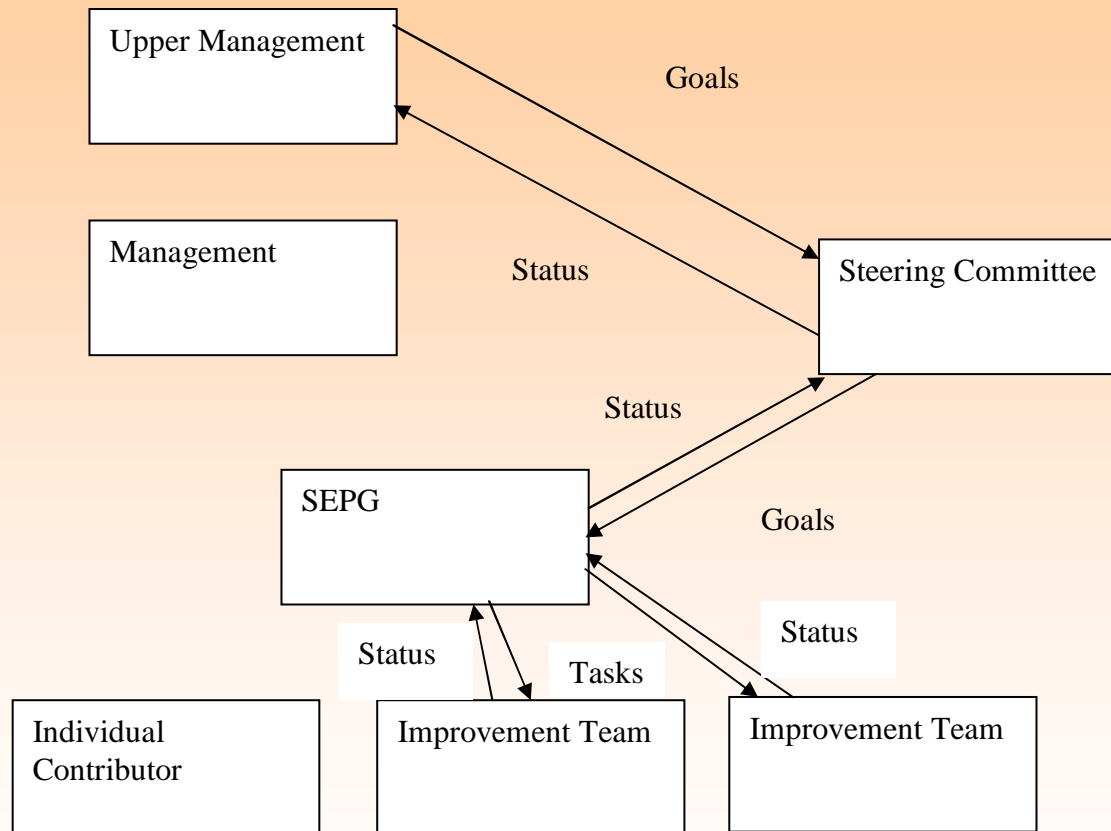 Upper Management
Goals
Management
Status
Steering Committee
Status
SEPG
Goals
Status
Status
Tasks
Individual
Contributor
Improvement Team
Improvement Team